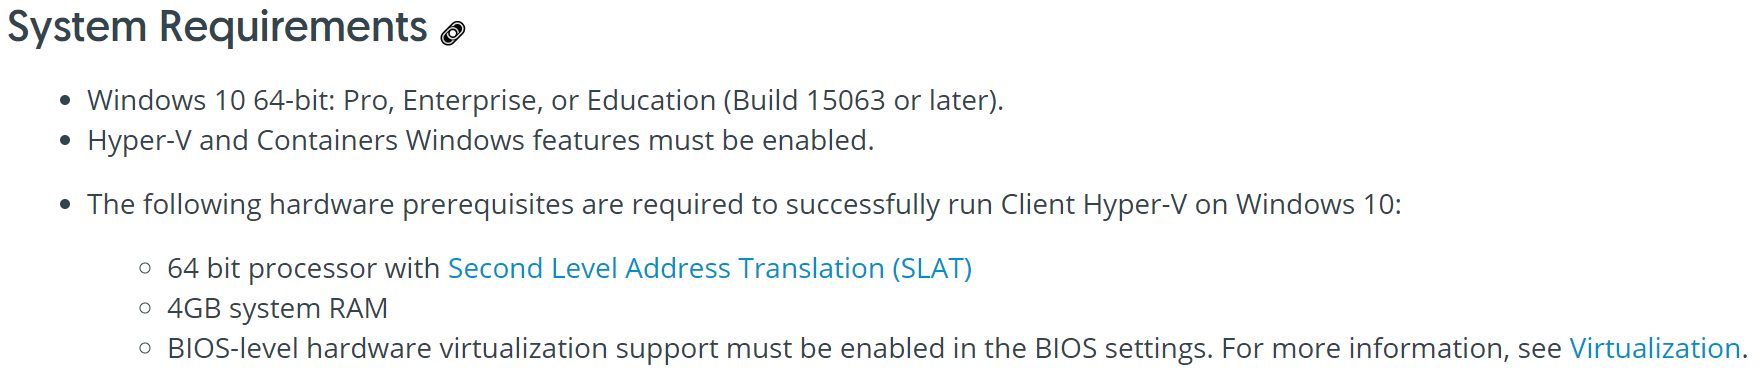 System Requirements
Windows 10 64-bit: Pro, Enterprise, or Education (Build 15063 or later).
Hyper-V and Containers Windows features must be enabled.
The following hardware prerequisites are required to successfully run Client Hyper-V on Windows 10:
64 bit processor with Second Level Address Translation (SLAT)
4GB system RAM
BIOS-level hardware virtualization support must be enabled in the BIOS settings. For more information, see Virtualization.